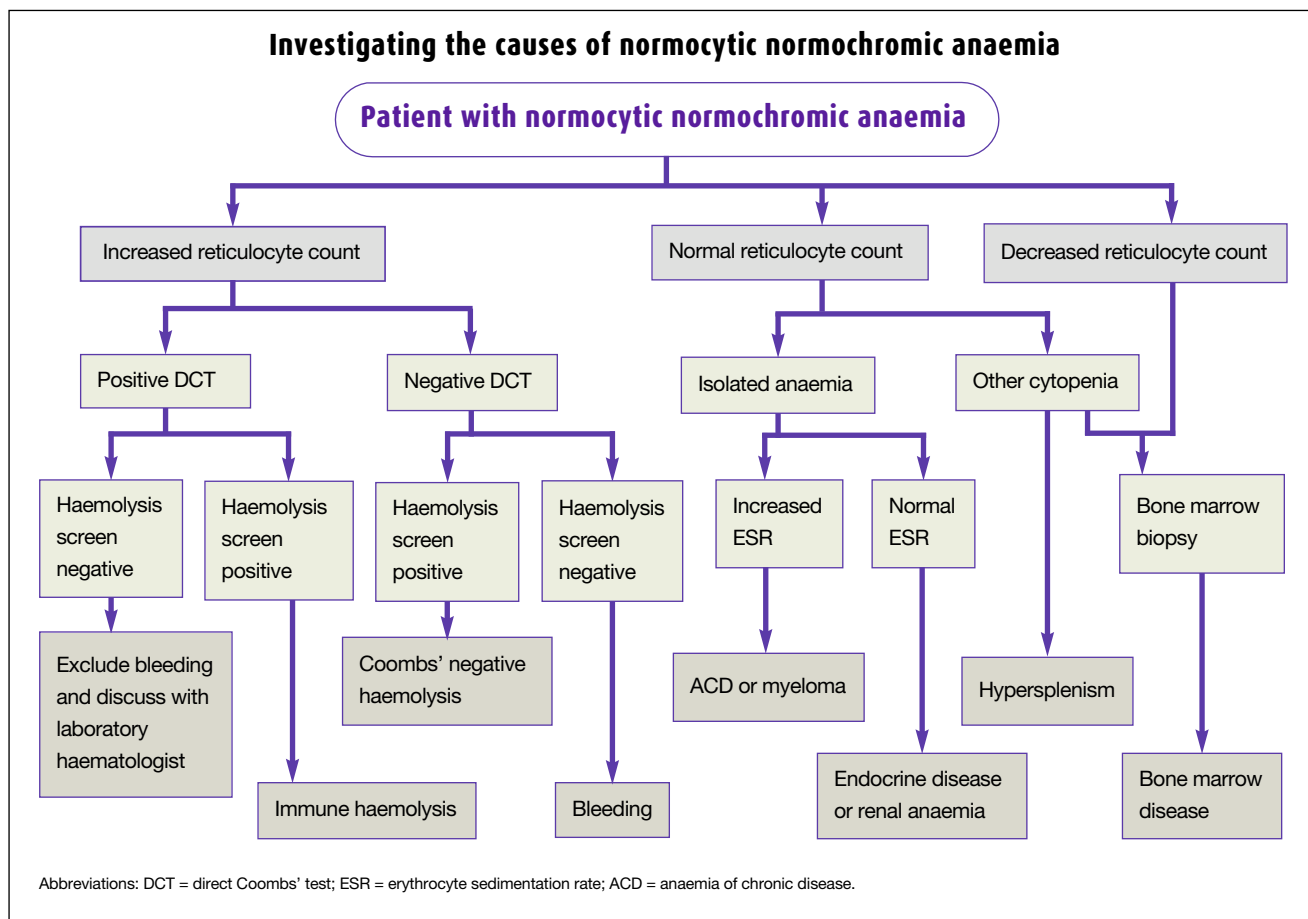 Investigating the causes of normocytic normochromic anaemia
Patient with normocytic normochromic anaemia
Increased reticulocyte count
Normal reticulocyte count
Decreased reticulocyte count
Positive DCT
Negative DCT
Isolated anaemia
Other cytopenia
Haemolysis
screen
negative
Haemolysis
screen
positive
Haemolysis
screen
positive
Haemolysis
screen
negative
Increased
ESR
Normal
ESR
Bone marrow
biopsy
Exclude bleeding
and discuss with
laboratory
haematologist
Coombs’ negative
haemolysis
ACD or myeloma
Hypersplenism
Immune haemolysis
Bleeding
Endocrine disease
or renal anaemia
Bone marrow
disease
Abbreviations: DCT = direct Coombs’ test; ESR = erythrocyte sedimentation rate; ACD = anaemia of chronic disease.